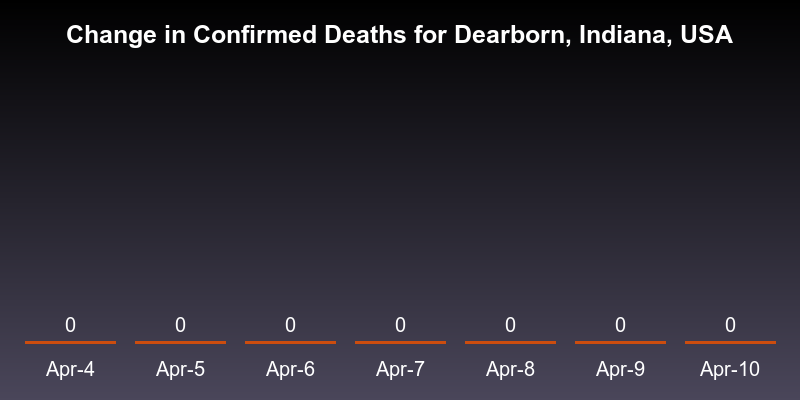 Change in Confirmed Deaths for Dearborn, Indiana, USA
0 0 0 0 0 0 0
Apr-4 Apr-5 Apr-6 Apr-7 Apr-8 Apr-9 Apr-10